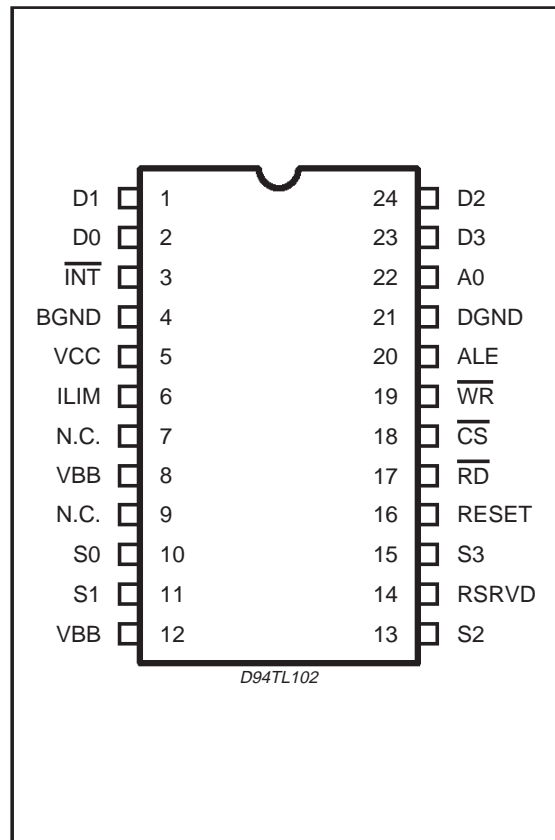 D1 1 24 D2
D0 2 23 D3
INT 3 22 A0
BGND 4 21 DGND
VCC 5 20 ALE
ILIM 6 19 WR
N.C. 7 18 CS
VBB 8 17 RD
N.C. 9 16 RESET
S0 10 15 S3
S1 11 14 RSRVD
VBB 12 13 S2
D94TL102